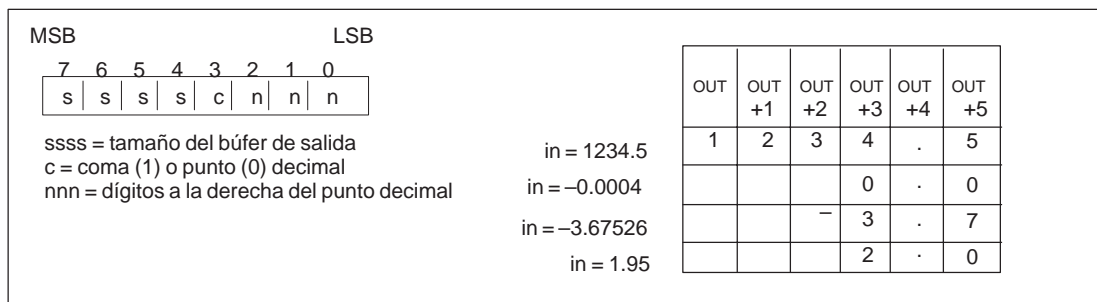 MSB LSB
7 6 5 4 3 2 1 0
s s s s c n n n
ssss = tamaño del búfer de salida
c = coma (1) o punto (0) decimal
nnn = dígitos a la derecha del punto decimal
OUT OUT +1 OUT +2 OUT +3 OUT +4 OUT +5
in = 1234.5 1 2 3 4 . 5
in = –0.0004 0 . 0
in = –3.67526 – 3 . 7
in = 1.95 2 . 0